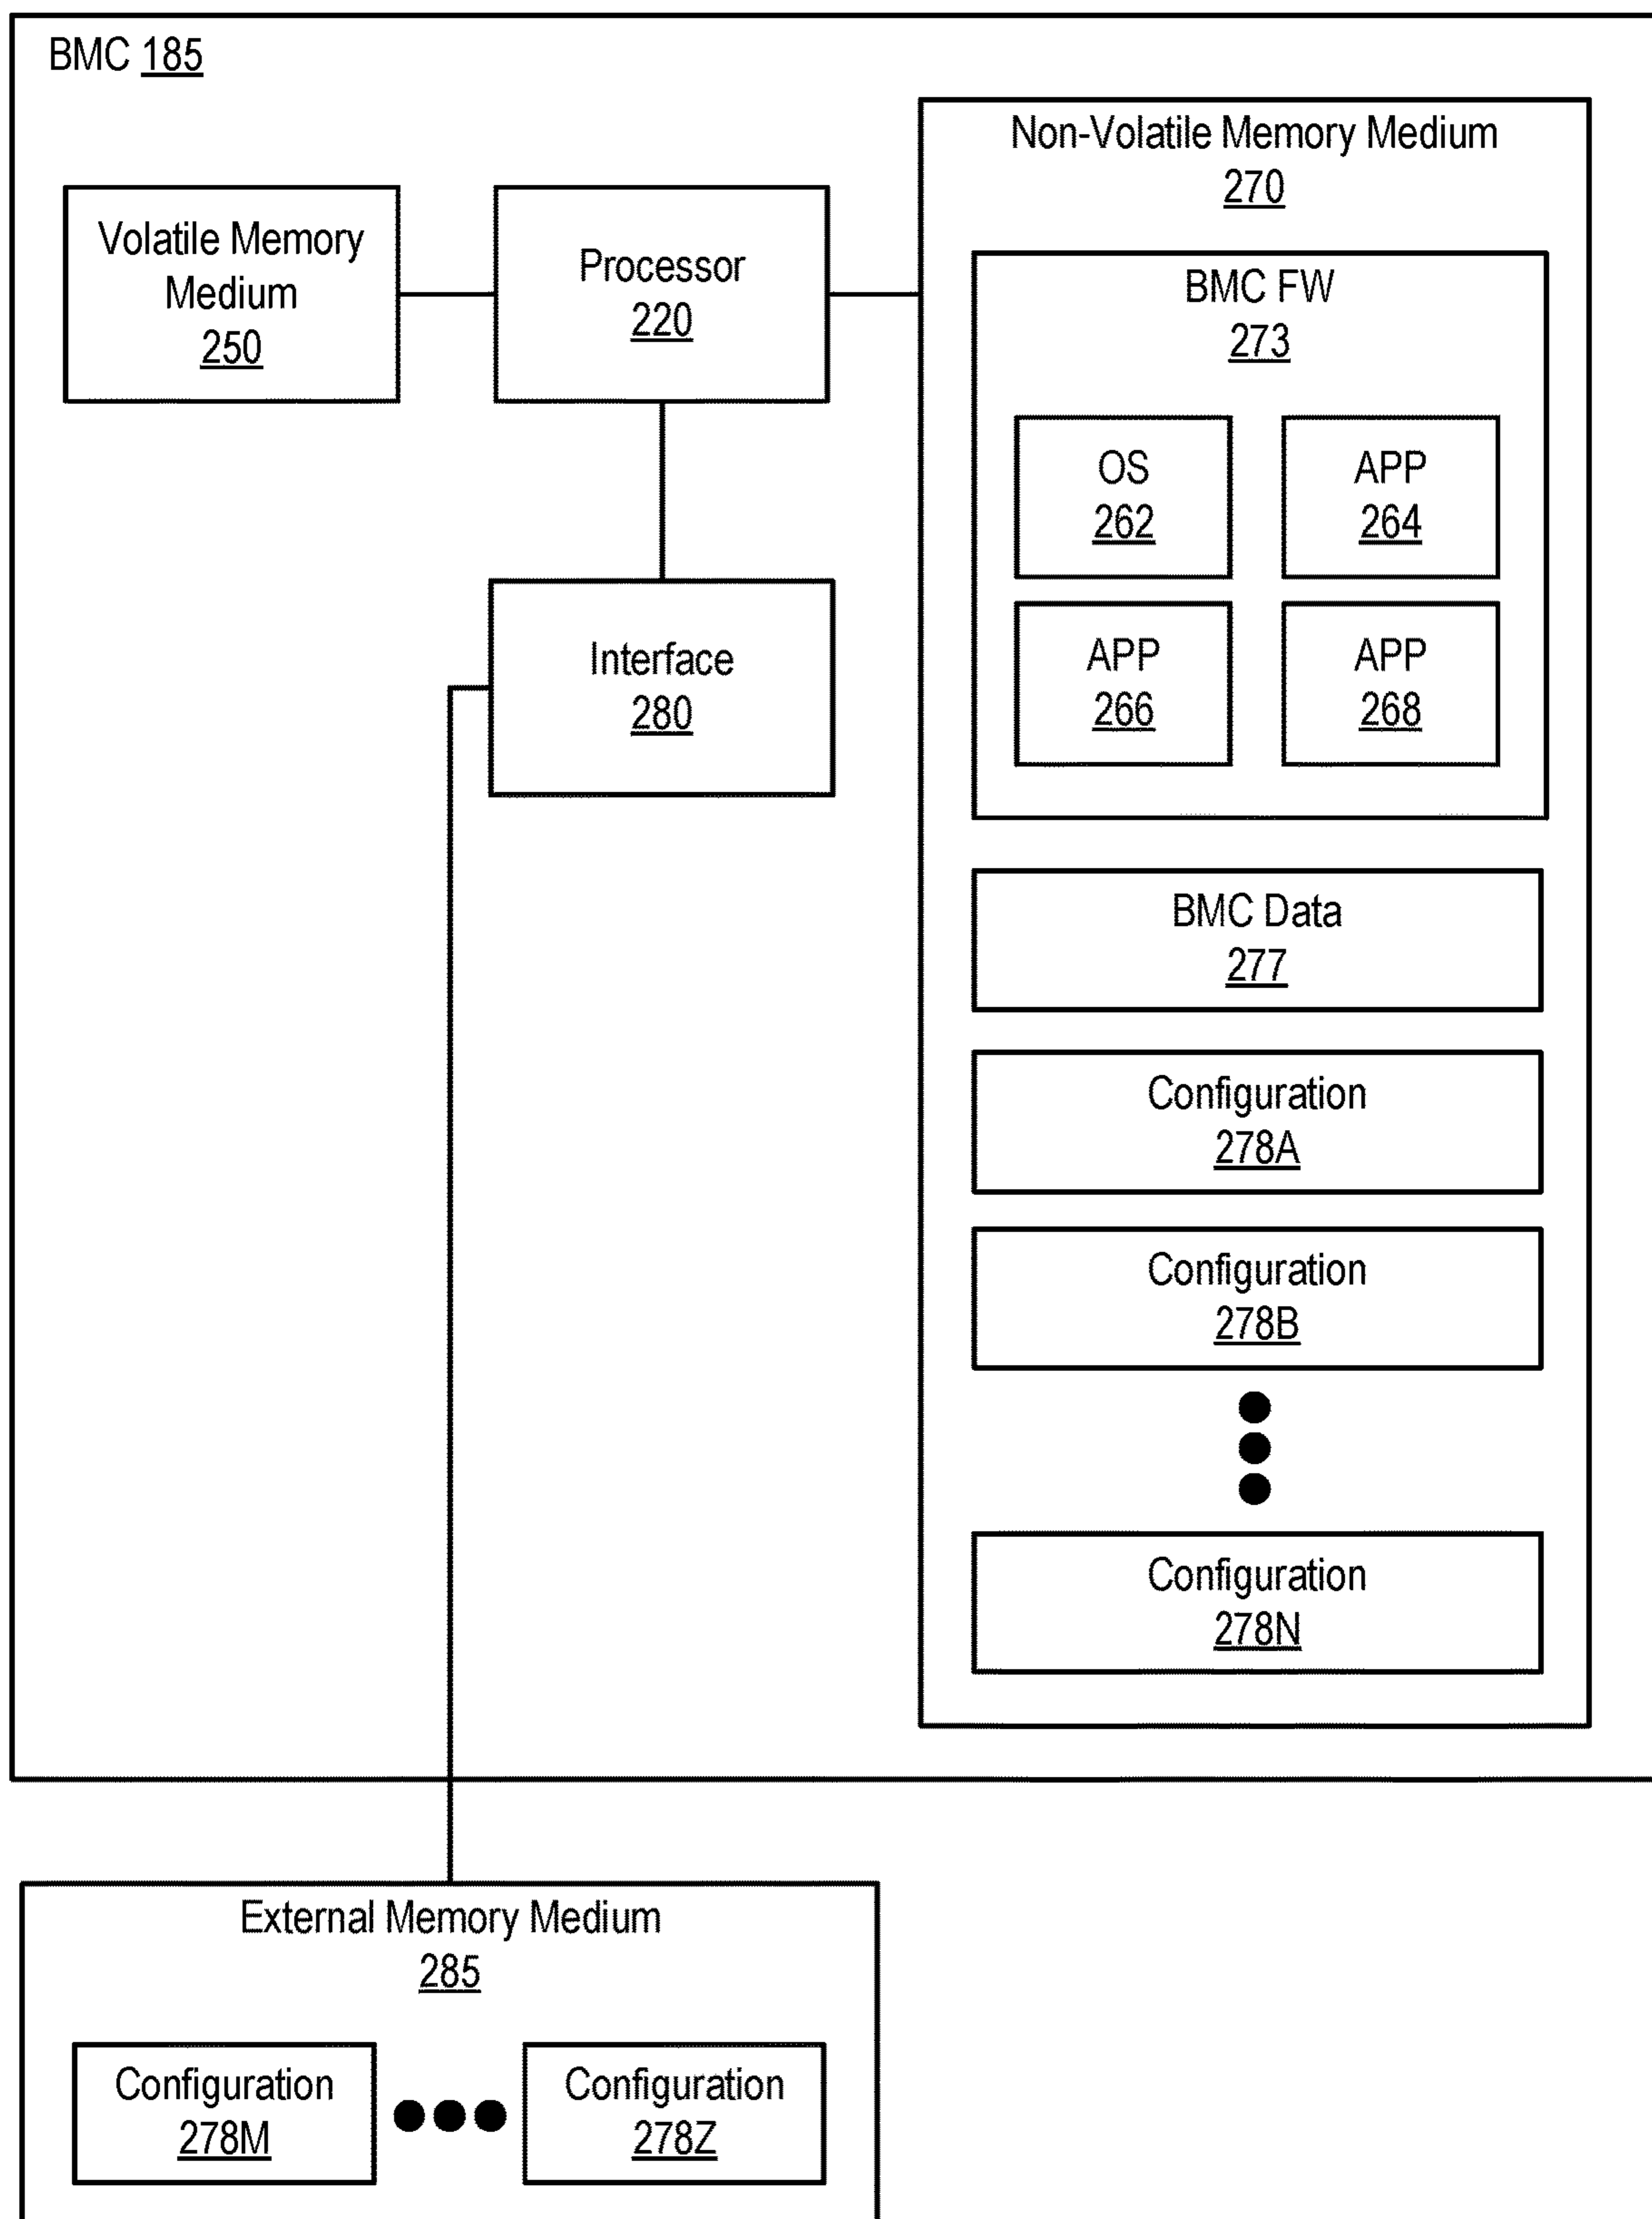 BMC 185
Volatile Memory
Medium
250
Processor
220
Interface
280
Non-Volatile Memory Medium
270
BMC FW
273
OS
262
APP
264
APP
266
APP
268
BMC Data
277
Configuration
278A
Configuration
278B
Configuration
278N
External Memory Medium
285
Configuration
278M
Configuration
278Z